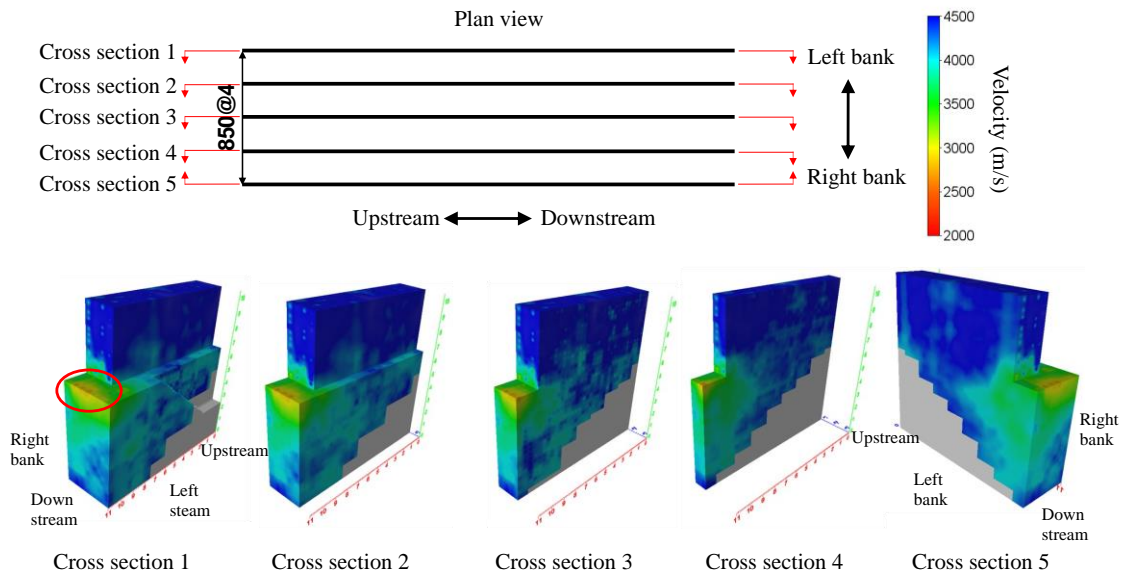 Plan view
Cross section 1
Cross section 2
Cross section 3
Cross section 4
Cross section 5
850@4
Left bank
Right bank
Upstream
Downstream
4500
4000
3500
3000
2500
2000
Velocity (m/s)
Right
bank
Down
stream
Left
steam
Upstream
Upstream
Left
bank
Right
bank
Down
stream
Cross section 1
Cross section 2
Cross section 3
Cross section 4
Cross section 5